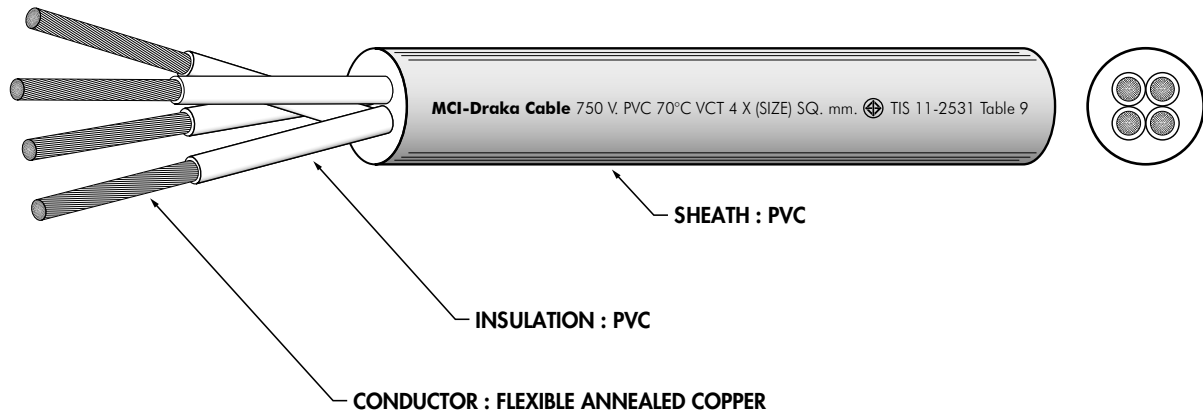 MCI-Draka Cable 750 V. PVC 70°C VCT 4 X (SIZE) SQ. mm. TIS 11-2531 Table 9
SHEATH : PVC
INSULATION : PVC
CONDUCTOR : FLEXIBLE ANNEALED COPPER